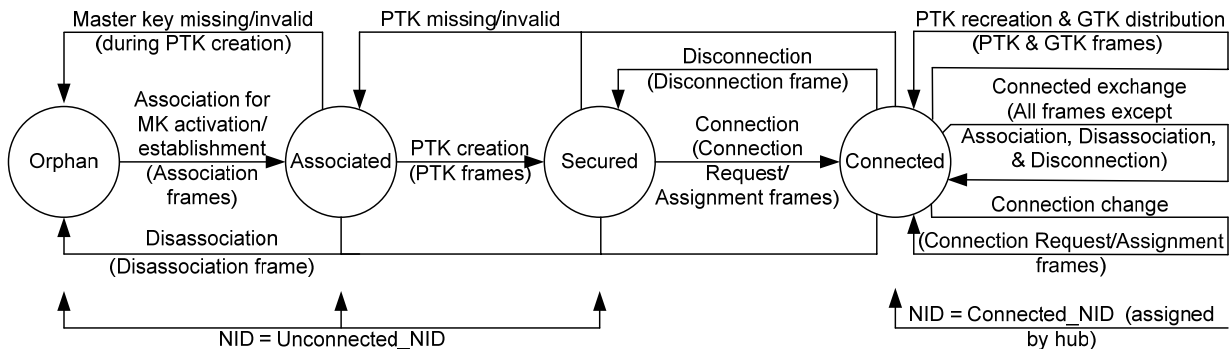 Master key missing/invalid
(during PTK creation)
PTK missing/invalid
PTK recreation & GTK distribution
(PTK & GTK frames)
Disconnection
(Disconnection frame)
Connected exchange
(All frames except
Association, Disassociation,
& Disconnection)
Orphan
Association for
MK activation/
establishment
(Association
frames)
Associated
PTK creation
(PTK frames)
Secured
Connection
(Connection
Request/
Assignment frames)
Connected
Connection change
(Connection Request/Assignment
frames)
Disassociation
(Disassociation frame)
NID = Unconnected_NID
NID = Connected_NID (assigned
by hub)